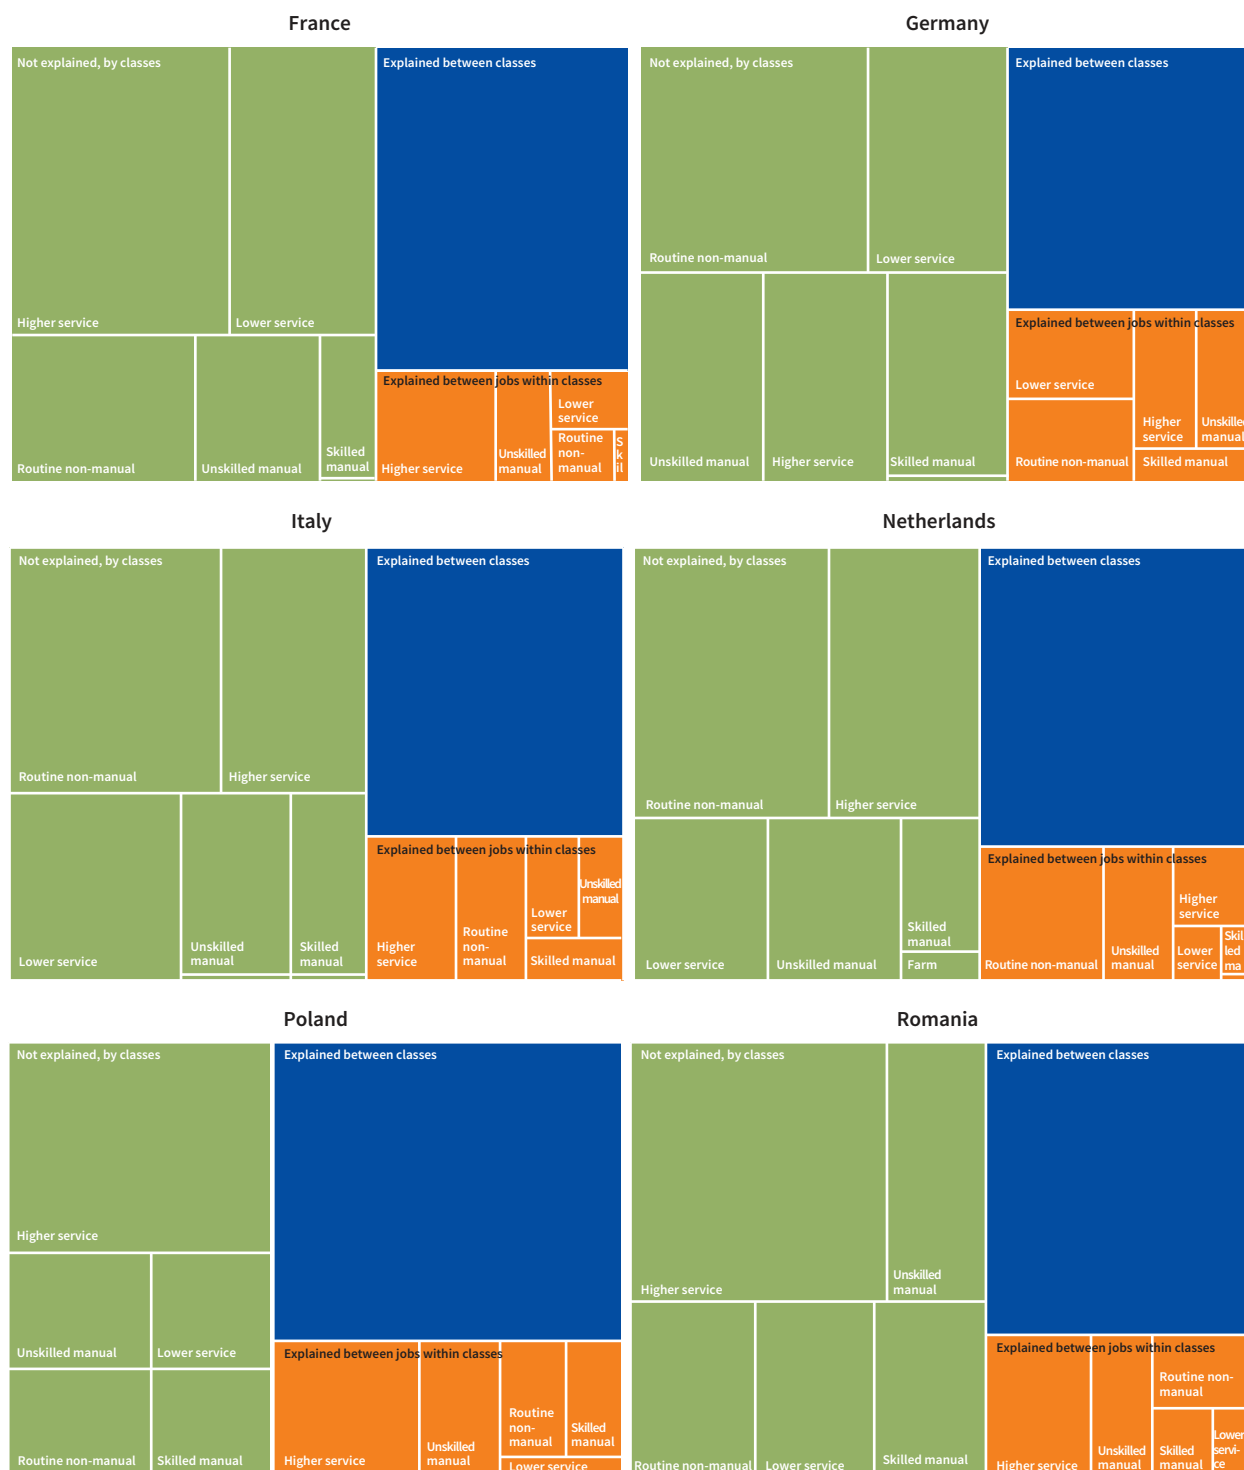 France
Not explained, by classes
Explained between classes
Higher service
Lower service
Explained between jobs within classes
Lower
service
Routine non-manual
Unskilled manual
Skilled
manual
Higher service
Unskilled
manual
Routine
non-
manual
S
k
il
Germany
Not explained, by classes
Explained between classes
Routine non-manual
Lower service
Explained between jobs within classes
Lower service
Higher
service
Unskilled
manual
Unskilled manual
Higher service
Skilled manual
Routine non-manual
Skilled manual
Italy
Not explained, by classes
Explained between classes
Routine non-manual
Higher service
Explained between jobs within classes
Unskilled
manual
Lower
service
Lower service
Unskilled
manual
Skilled
manual
Higher
service
Routine
non-
manual
Skilled manual
Netherlands
Not explained, by classes
Explained between classes
Routine non-manual
Higher service
Explained between jobs within classes
Higher
service
Skilled
manual
Farm
Lower service
Unskilled manual
Routine non-manual
Unskilled
manual
Lower
service
Skil
led
ma
Poland
Not explained, by classes
Explained between classes
Higher service
Unskilled manual
Lower service
Explained between jobs within classes
Routine
non-
manual
Skilled
manual
Routine non-manual
Skilled manual
Higher service
Unskilled
manual
Lower service
Romania
Not explained, by classes
Explained between classes
Higher service
Unskilled
manual
Explained between jobs within classes
Routine non-
manual
Routine non-manual
Lower service
Skilled manual
Higher service
Unskilled
manual
Skilled
manual
Lower
servi-
ce